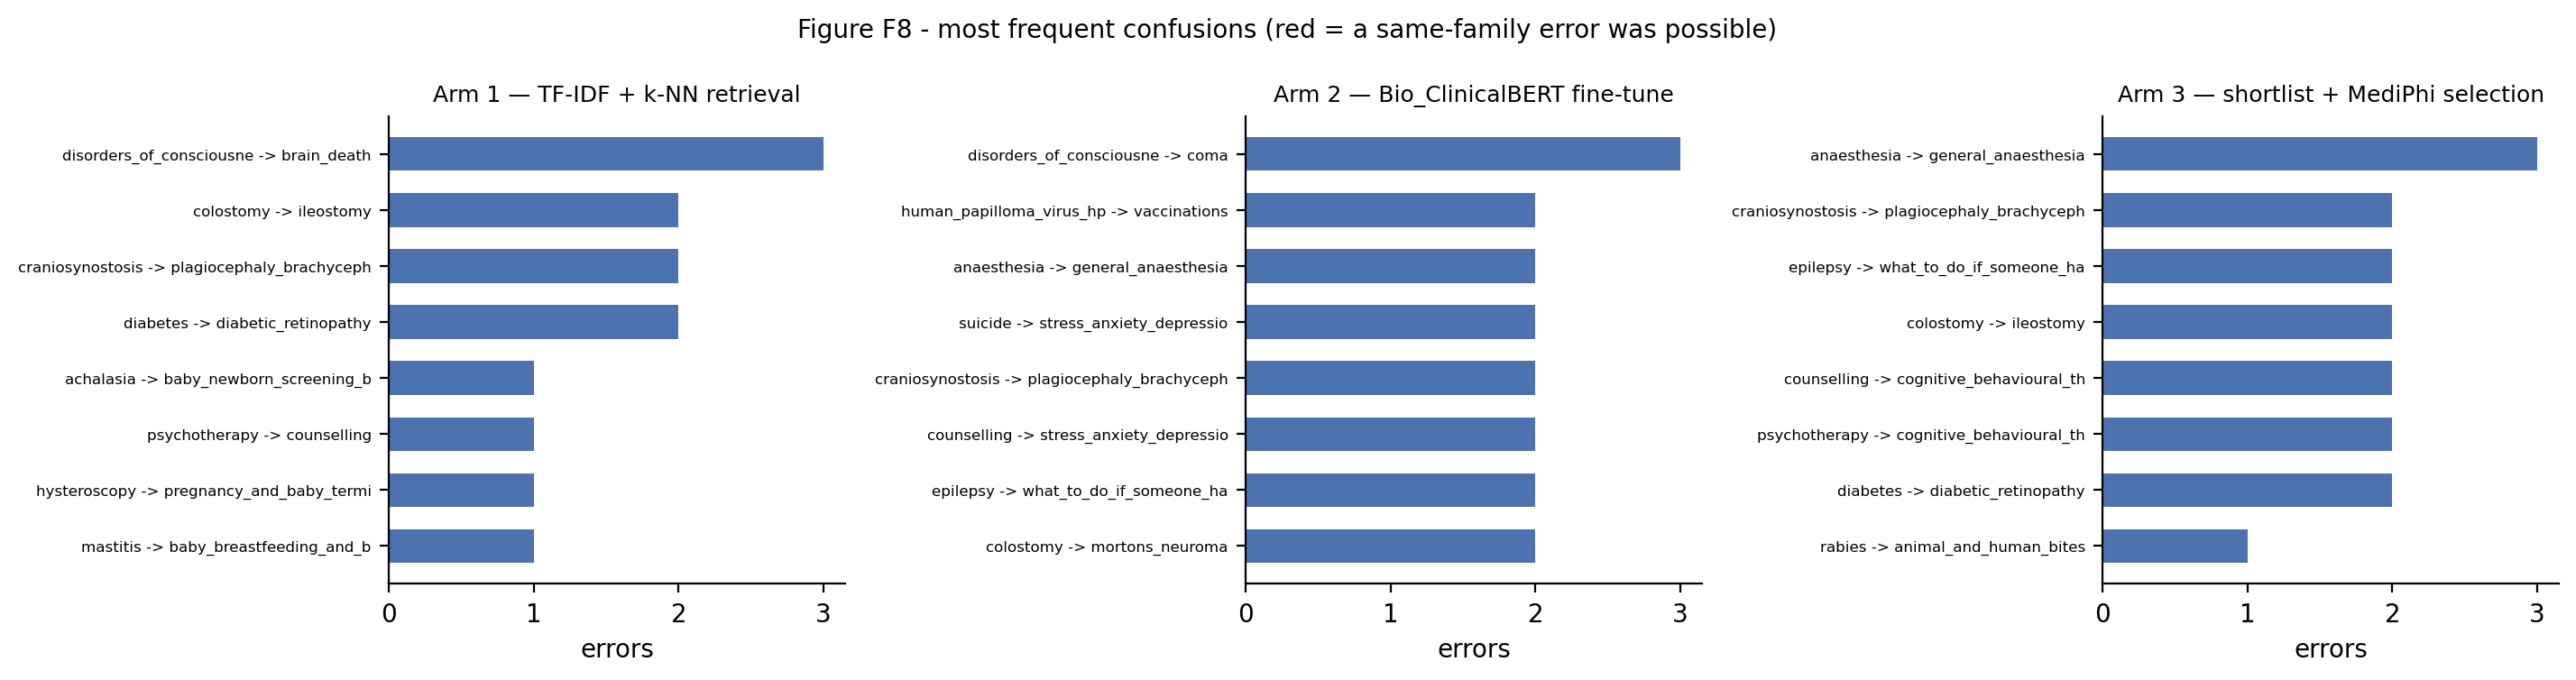 Figure F8 - most frequent confusions (red = a same-family error was possible)
Arm 1 — TF-IDF + k-NN retrieval
disorders_of_consciousne -> brain_death
colostomy -> ileostomy
craniosynostosis -> plagiocephaly_brachyceph
diabetes -> diabetic_retinopathy
achalasia -> baby_newborn_screening_b
psychotherapy -> counselling
hysteroscopy -> pregnancy_and_baby_termi
mastitis -> baby_breastfeeding_and_b
0 1 2 3
errors
Arm 2 — Bio_ClinicalBERT fine-tune
disorders_of_consciousne -> coma
human_papilloma_virus_hp -> vaccinations
anaesthesia -> general_anaesthesia
suicide -> stress_anxiety_depressio
craniosynostosis -> plagiocephaly_brachyceph
counselling -> stress_anxiety_depressio
epilepsy -> what_to_do_if_someone_ha
colostomy -> mortons_neuroma
0 1 2 3
errors
Arm 3 — shortlist + MediPhi selection
anaesthesia -> general_anaesthesia
craniosynostosis -> plagiocephaly_brachyceph
epilepsy -> what_to_do_if_someone_ha
colostomy -> ileostomy
counselling -> cognitive_behavioural_th
psychotherapy -> cognitive_behavioural_th
diabetes -> diabetic_retinopathy
rabies -> animal_and_human_bites
0 1 2 3
errors